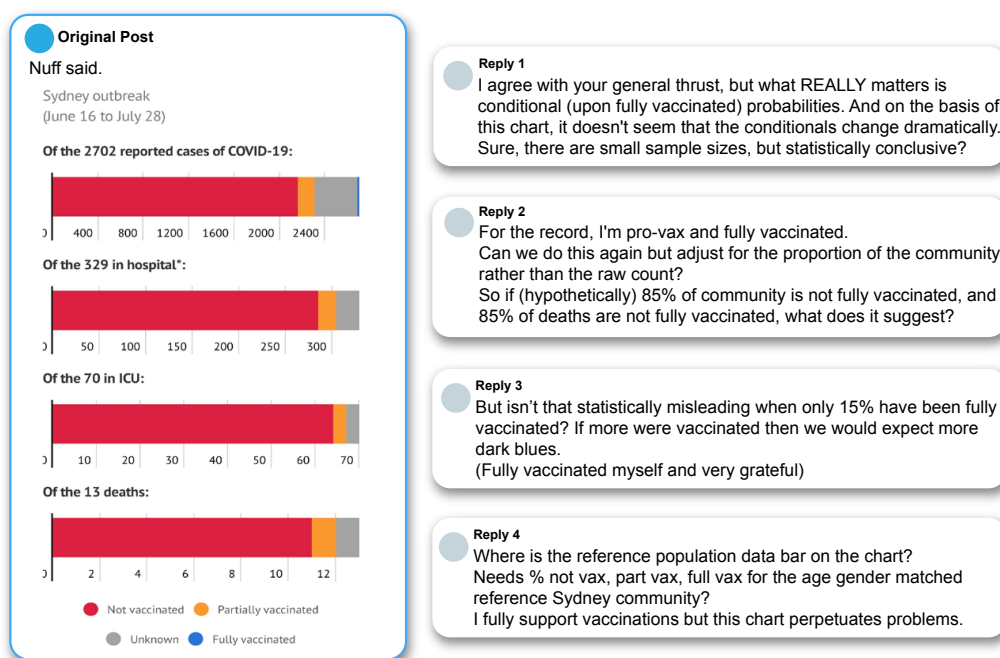 Original Post
Nuff said.
Sydney outbreak
(June 16 to July 28)
Of the 2702 reported cases of COVID-19:
0 400 800 1200 1600 2000 2400
Of the 329 in hospital*:
0 50 100 150 200 250 300
Of the 70 in ICU:
0 10 20 30 40 50 60 70
Of the 13 deaths:
0 2 4 6 8 10 12
Not vaccinated Partially vaccinated
Unknown Fully vaccinated
Reply 1
I agree with your general thrust, but what REALLY matters is
conditional (upon fully vaccinated) probabilities. And on the basis of
this chart, it doesn't seem that the conditionals change dramatically.
Sure, there are small sample sizes, but statistically conclusive?
Reply 2
For the record, I'm pro-vax and fully vaccinated.
Can we do this again but adjust for the proportion of the community
rather than the raw count?
So if (hypothetically) 85% of community is not fully vaccinated, and
85% of deaths are not fully vaccinated, what does it suggest?
Reply 3
But isn’t that statistically misleading when only 15% have been fully
vaccinated? If more were vaccinated then we would expect more
dark blues.
(Fully vaccinated myself and very grateful)
Reply 4
Where is the reference population data bar on the chart?
Needs % not vax, part vax, full vax for the age gender matched
reference Sydney community?
I fully support vaccinations but this chart perpetuates problems.